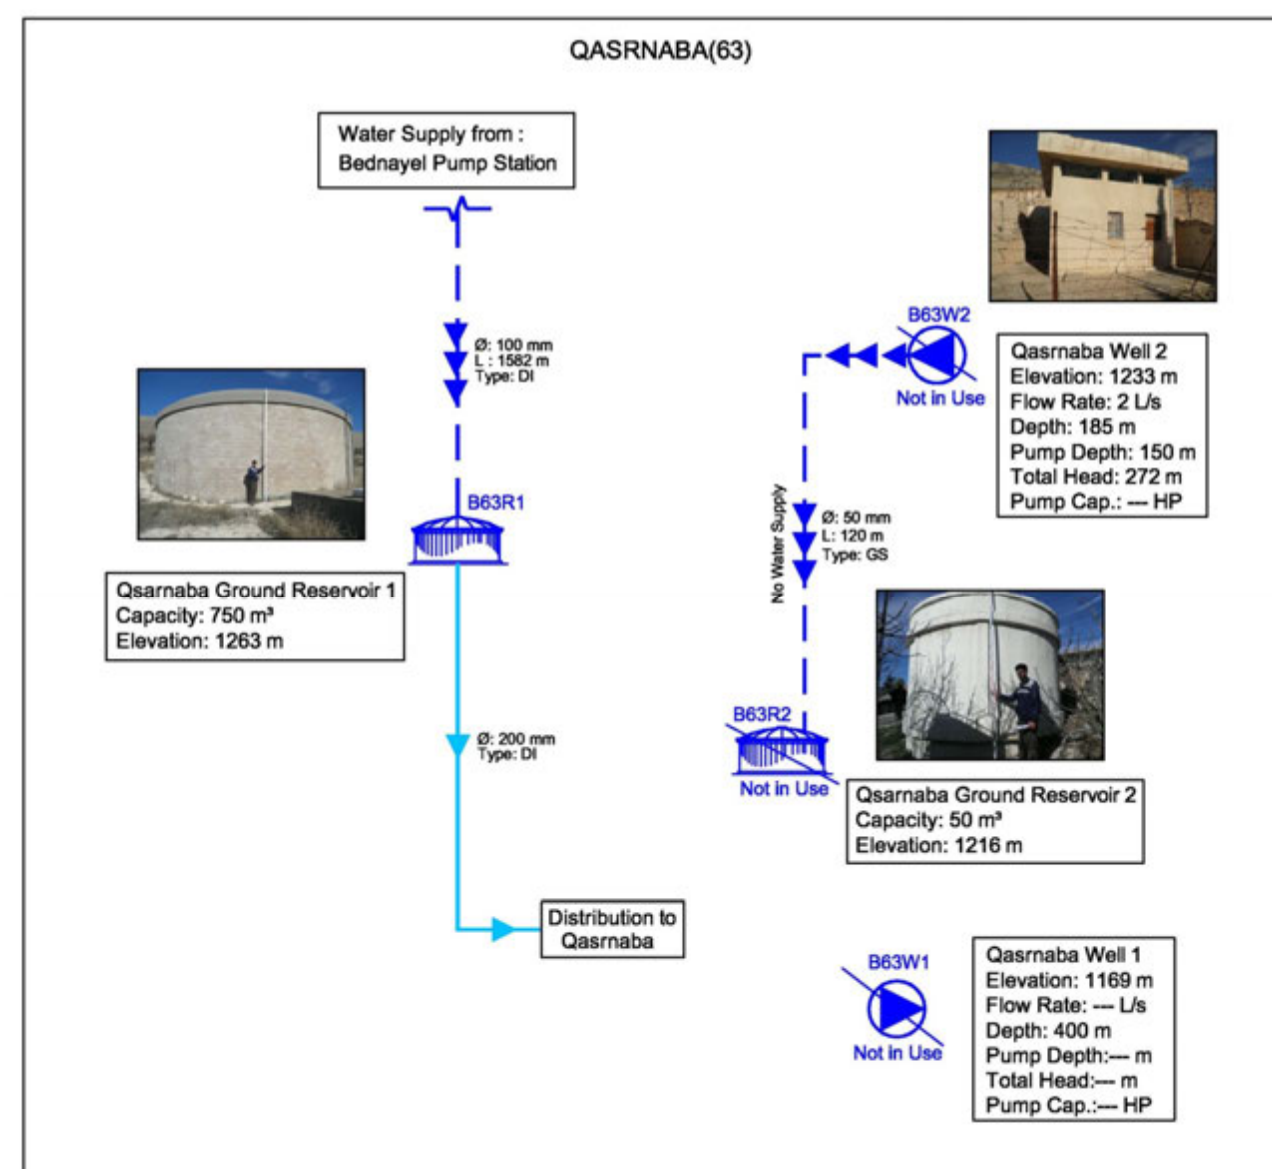 QASRNABA(63)
Water Supply from :
Bednayel Pump Station
Ø: 100 mm
L : 1582 m
Type: DI
B63R1
Qsarnaba Ground Reservoir 1
Capacity: 750 m³
Elevation: 1263 m
Ø: 200 mm
Type: DI
Distribution to
Qasrnaba
B63W2
Not in Use
Qasrnaba Well 2
Elevation: 1233 m
Flow Rate: 2 L/s
Depth: 185 m
Pump Depth: 150 m
Total Head: 272 m
Pump Cap.: --- HP
No Water Supply
Ø: 50 mm
L: 120 m
Type: GS
B63R2
Not in Use
Qsarnaba Ground Reservoir 2
Capacity: 50 m³
Elevation: 1216 m
B63W1
Not in Use
Qasrnaba Well 1
Elevation: 1169 m
Flow Rate: --- L/s
Depth: 400 m
Pump Depth:--- m
Total Head:--- m
Pump Cap.:--- HP